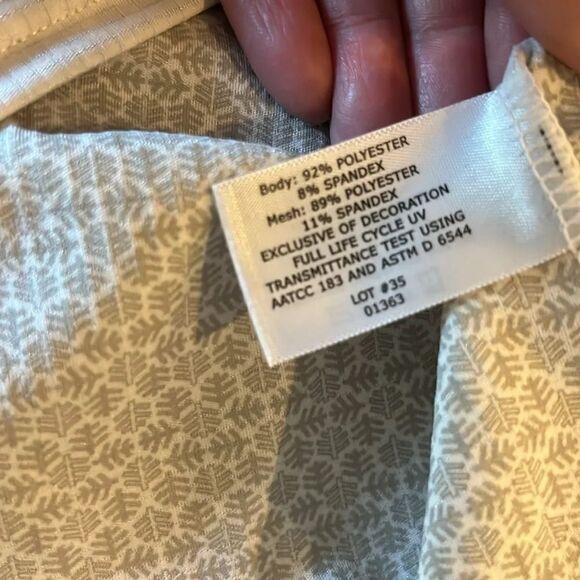 Body: 92% POLYESTER
8% SPANDEX
Mesh: 89% POLYESTER
11% SPANDEX
EXCLUSIVE OF DECORATION
FULL LIFE CYCLE UV
TRANSMITTANCE TEST USING
AATCC 183 AND ASTM D 6544
LOT #35
01363